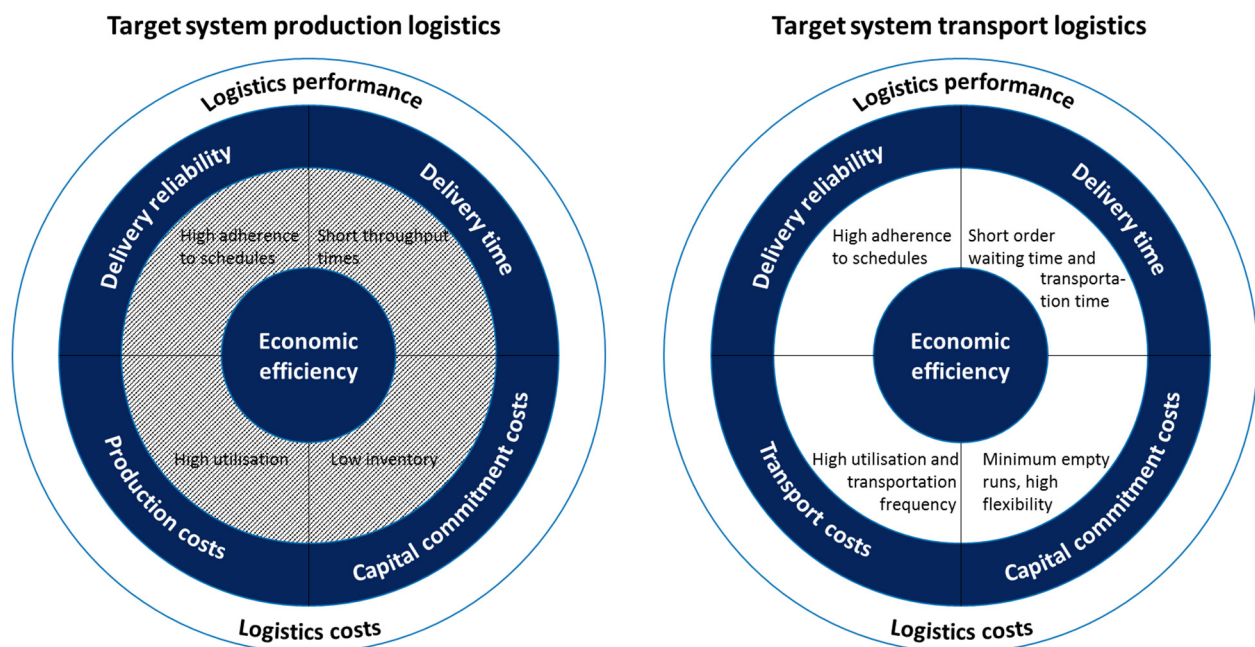 Target system production logistics
Logistics performance
Delivery reliability
Delivery time
High adherence
to schedules
Short throughput
times
Economic
efficiency
High utilisation
Low inventory
Production costs
Capital commitment costs
Logistics costs
Target system transport logistics
Logistics performance
Delivery reliability
Delivery time
High adherence
to schedules
Short order
waiting time and
transporta-
tion time
Economic
efficiency
High utilisation and
transportation
frequency
Minimum empty
runs, high
flexibility
Transport costs
Capital commitment costs
Logistics costs